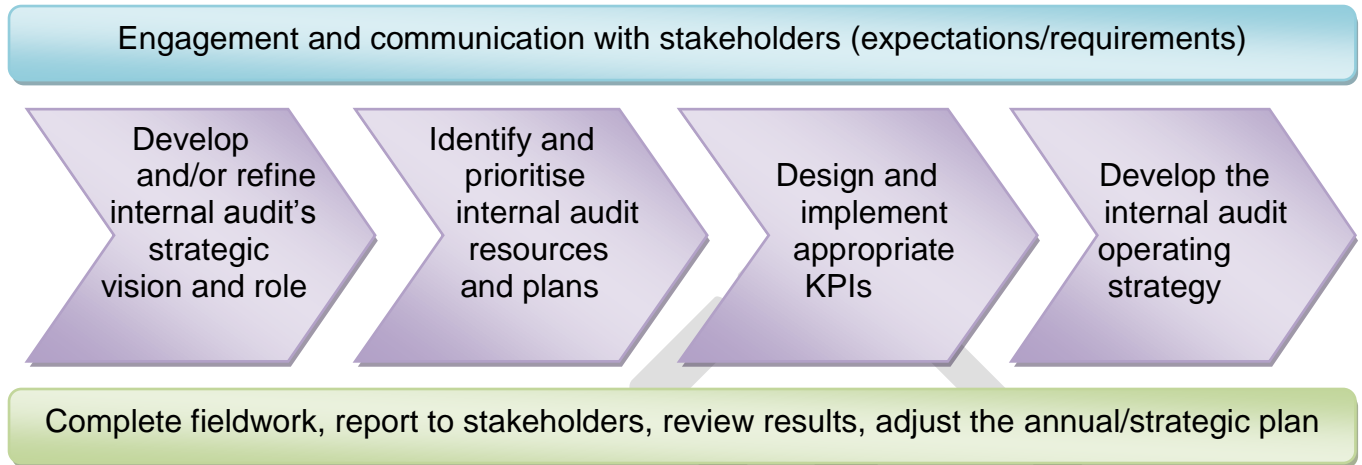 Engagement and communication with stakeholders (expectations/requirements)
Develop
and/or refine
internal audit’s
strategic
vision and role
Identify and
prioritise
internal audit
resources
and plans
Design and
implement
appropriate
KPIs
Develop the
internal audit
operating
strategy
Complete fieldwork, report to stakeholders, review results, adjust the annual/strategic plan